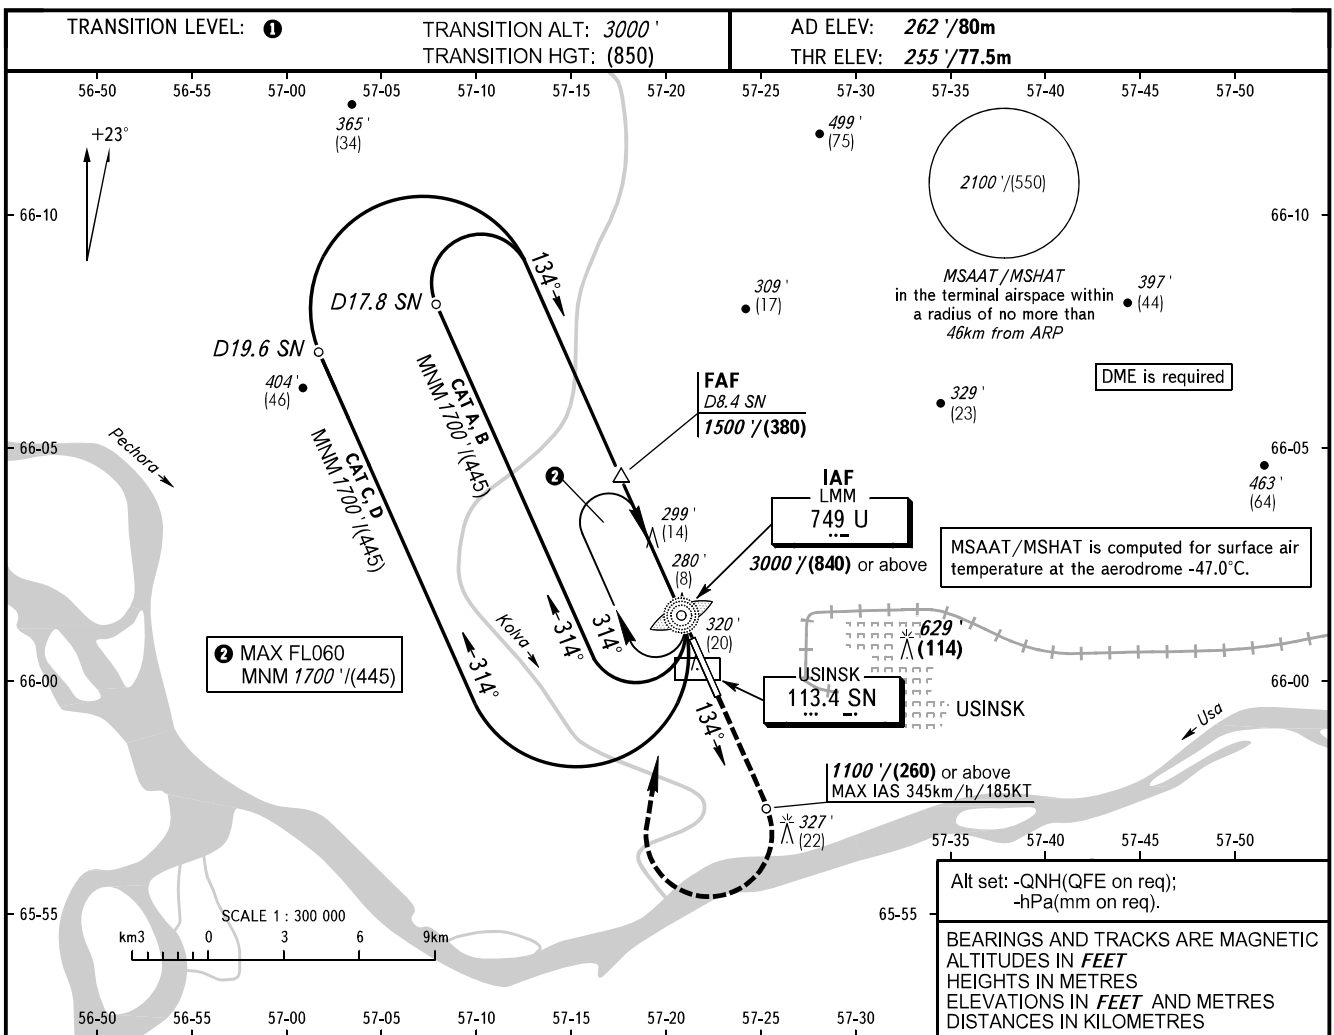 TRANSITION LEVEL: ❶
TRANSITION ALT: 3000 '
TRANSITION HGT: (850)
AD ELEV: 262 '/80m
THR ELEV: 255 '/77.5m
56-50 56-55 57-00 57-05 57-10 57-15 57-20 57-25 57-30 57-35 57-40 57-45 57-50
+23°
365 '
(34)
499 '
(75)
2100 '/(550)
66-10
66-10
134°
D17.8 SN
D19.6 SN
309 '
(17)
MSAAT/MSHAT
in the terminal airspace within
a radius of no more than
46km from ARP
397 '
(44)
404 '
(46)
CAT A, B
MNM 1700 '/(445)
FAF
D8.4 SN
1500 '/(380)
DME is required
329 '
(23)
Pechora
CAT C, D
MNM 1700 '/(445)
66-05
66-05
❷
463 '
(64)
IAF
LMM
749 U
3000 '/(840) or above
299 '
(14)
280 '
(8)
MSAAT/MSHAT is computed for surface air
temperature at the aerodrome -47.0°C.
Kolva
314°
314°
314°
320 '
(20)
629 '
(114)
❷ MAX FL060
MNM 1700 '/(445)
66-00
66-00
USINSK
113.4 SN
USINSK
134°
Usa
1100 '/(260) or above
MAX IAS 345km/h/185KT
327 '
(22)
57-35 57-40 57-45 57-50
Alt set: -QNH(QFE on req);
-hPa(mm on req).
65-55
65-55
SCALE 1 : 300 000
km3 0 3 6 9km
BEARINGS AND TRACKS ARE MAGNETIC
ALTITUDES IN FEET
HEIGHTS IN METRES
ELEVATIONS IN FEET AND METRES
DISTANCES IN KILOMETRES
56-50 56-55 57-00 57-05 57-10 57-15 57-20 57-25 57-30